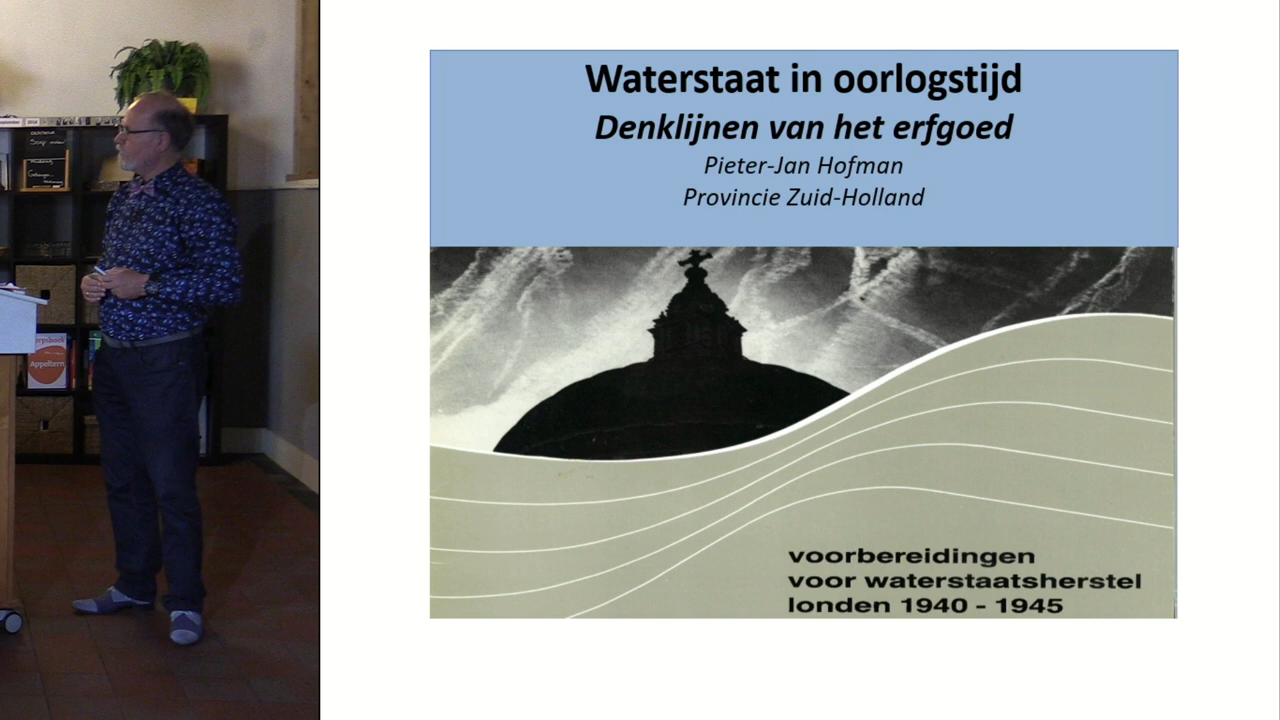 Waterstaat in oorlogstijd
Denklijnen van het erfgoed
Pieter-Jan Hofman
Provincie Zuid-Holland
voorbereidingen
voor waterstaatsherstel
londen 1940 - 1945
Appeltern